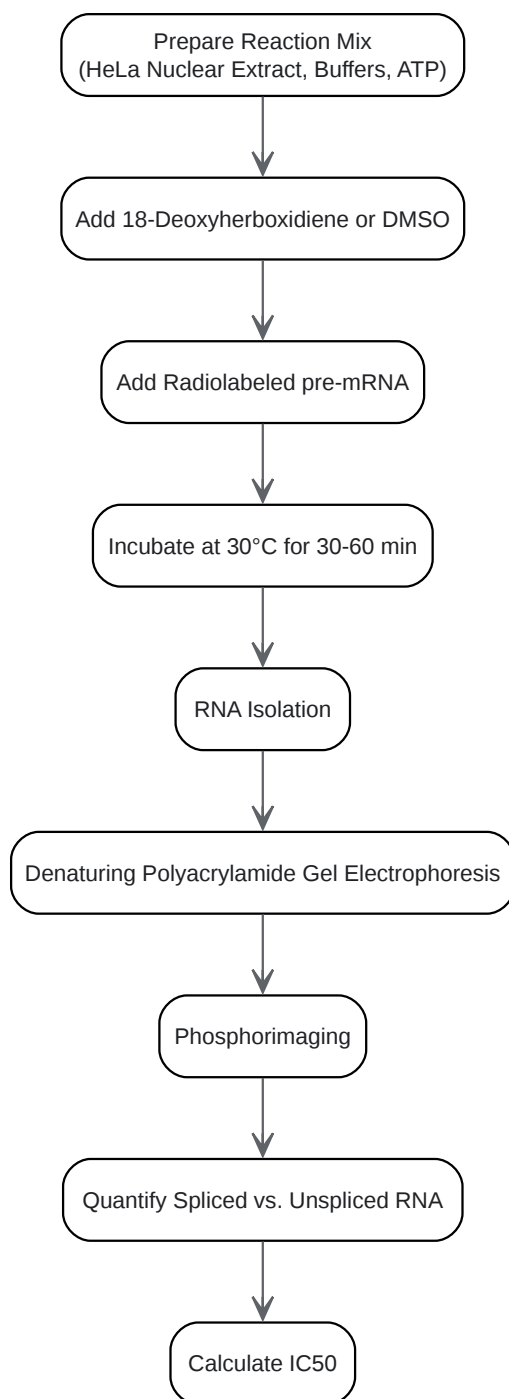 Prepare Reaction Mix
(HeLa Nuclear Extract, Buffers, ATP)
Add 18-Deoxyherboxidiene or DMSO
Add Radiolabeled pre-mRNA
Incubate at 30°C for 30-60 min
RNA Isolation
Denaturing Polyacrylamide Gel Electrophoresis
Phosphorimaging
Quantify Spliced vs. Unspliced RNA
Calculate IC50